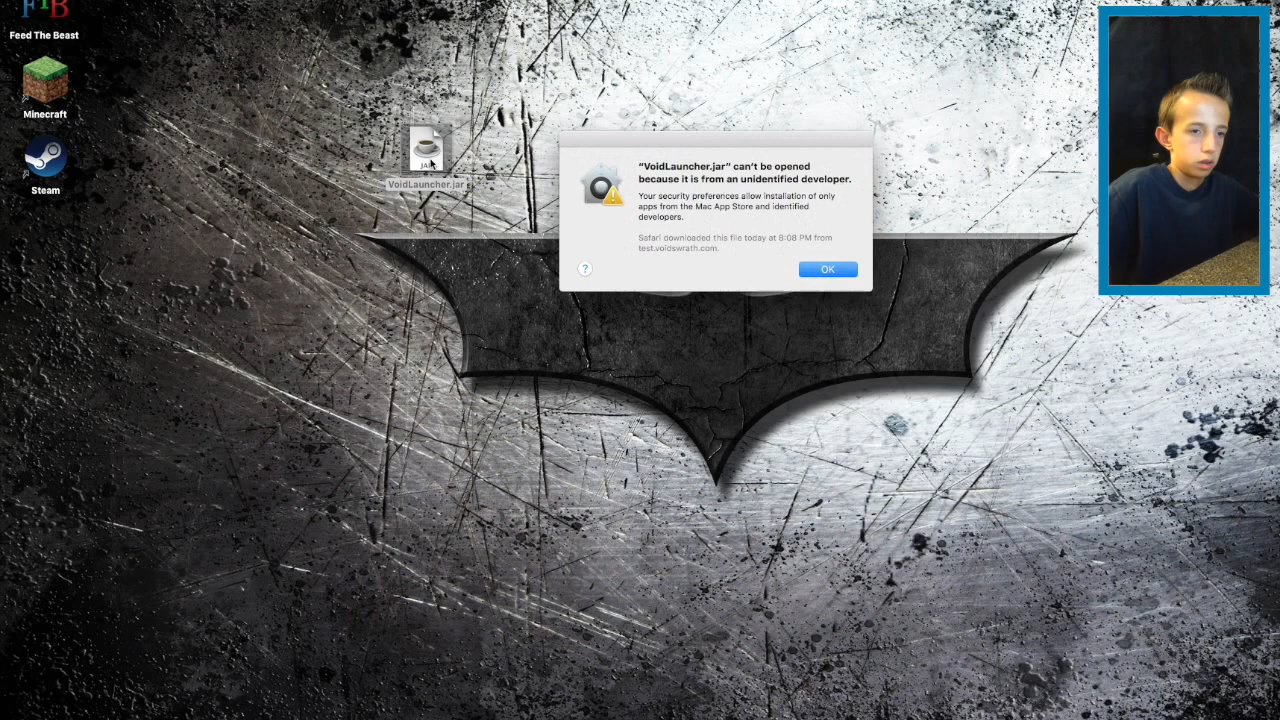 FTB
Feed The Beast
Minecraft
Steam
JAR
VoidLauncher.jar
“VoidLauncher.jar” can’t be opened
because it is from an unidentified developer.
Your security preferences allow installation of only
apps from the Mac App Store and identified
developers.
Safari downloaded this file today at 8:08 PM from
test.voidswrath.com.
?
OK